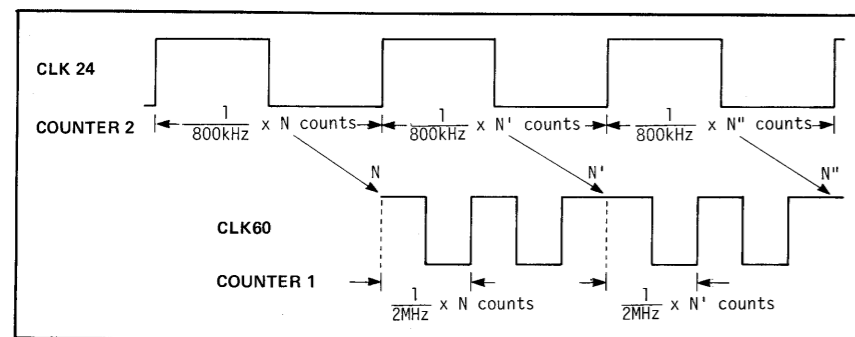 CLK 24
COUNTER 2
1/800kHz x N counts
1/800kHz x N' counts
1/800kHz x N" counts
N
N'
N"
CLK60
COUNTER 1
1/2MHz x N counts
1/2MHz x N' counts